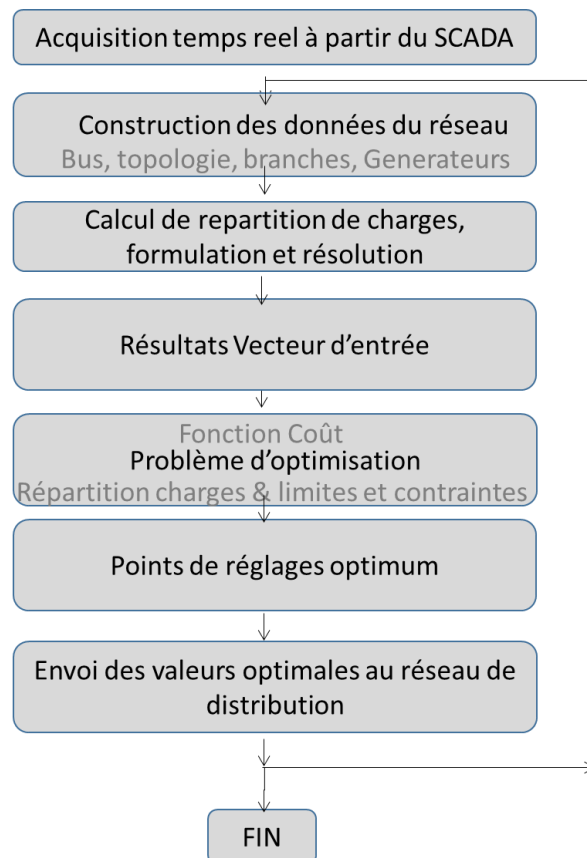 Acquisition temps reel à partir du SCADA
Construction des données du réseau
Bus, topologie, branches, Generateurs
Calcul de repartition de charges,
formulation et résolution
Résultats Vecteur d'entrée
Fonction Coût
Problème d'optimisation
Répartition charges & limites et contraintes
Points de réglages optimum
Envoi des valeurs optimales au réseau de
distribution
FIN